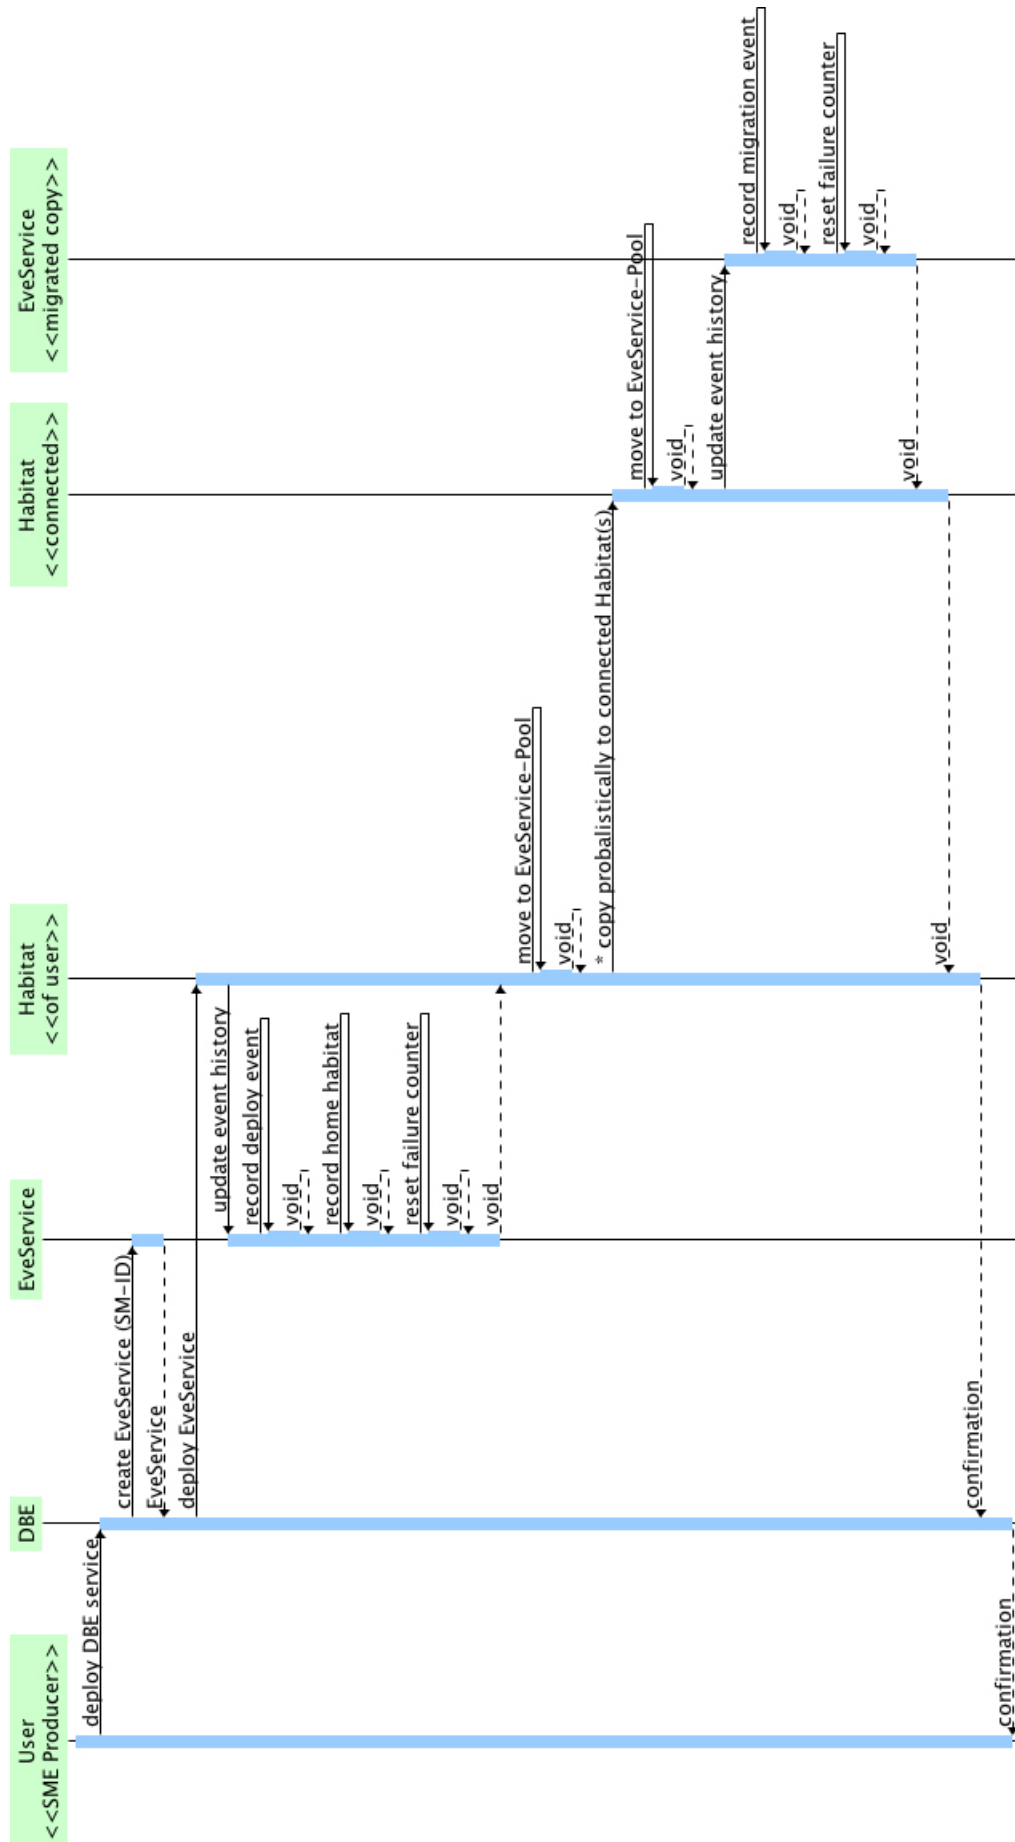 User
<<SME Producer>>
DBE
EveService
Habitat
<<of user>>
Habitat
<<connected>>
EveService
<<migrated copy>>
deploy DBE service
create EveService (SM-ID)
EveService
deploy EveService
update event history
record deploy event
void
record home habitat
void
reset failure counter
void
void
move to EveService-Pool
void
* copy probalistically to connected Habitat(s)
move to EveService-Pool
void
update event history
record migration event
void
reset failure counter
void
void
void
confirmation
confirmation